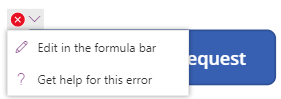 Edit in the formula bar
? Get help for this error
equest